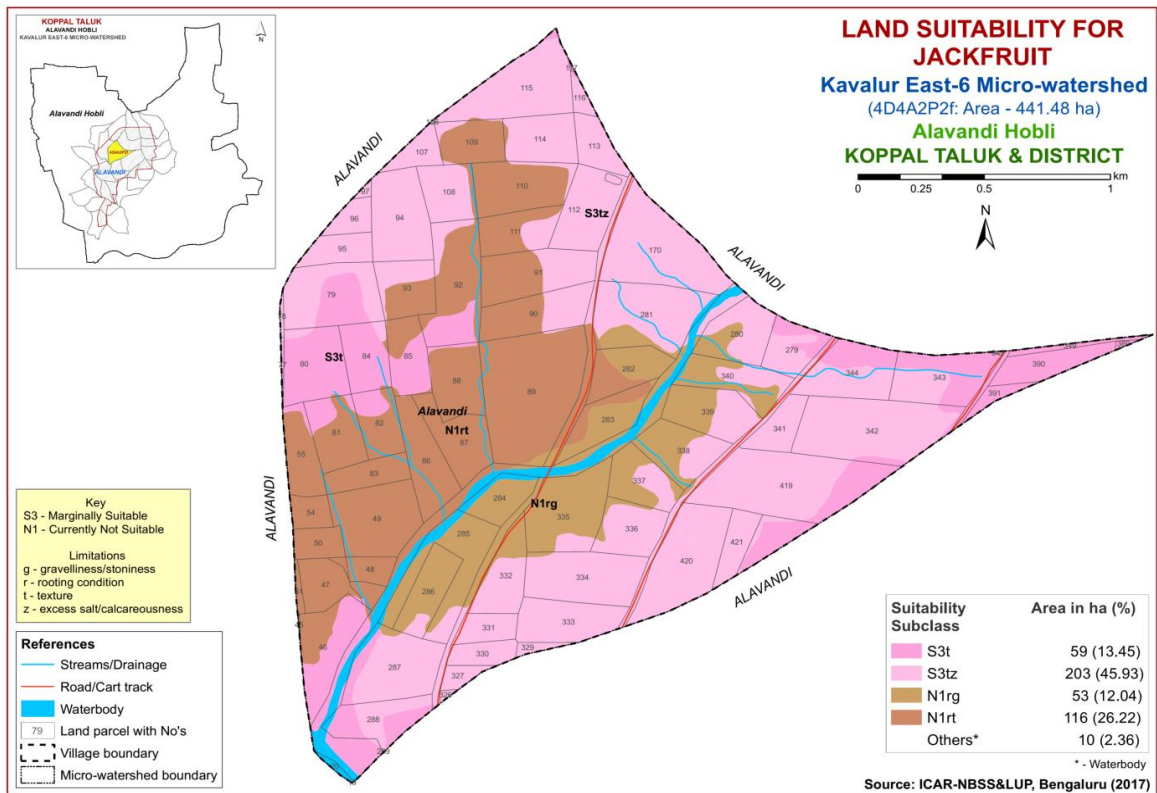 KOPPAL TALUK
ALAVANDI HOBLI
KAVALUR EAST-6 MICRO-WATERSHED
N
Alavandi Hobli
4D4A2P2f
ALAVANDI
LAND SUITABILITY FOR
JACKFRUIT
Kavalur East-6 Micro-watershed
(4D4A2P2f: Area - 441.48 ha)
Alavandi Hobli
KOPPAL TALUK & DISTRICT
km
0 0.25 0.5 1
N
ALAVANDI
ALAVANDI
ALAVANDI
ALAVANDI
115
116
114
113
109
107
110
108
112
S3tz
97
96
94
111
170
95
91
79
93
92
281
90
280
80
S3t
84
85
279
282
340
344
343
390
391
88
89
Alavandi
N1rt
87
283
339
341
342
81
82
55
86
83
338
54
49
284
337
419
N1rg
335
50
285
336
420
421
48
47
286
332
334
46
331
333
287
330
329
327
326
288
Key
S3 - Marginally Suitable
N1 - Currently Not Suitable
Limitations
g - gravelliness/stoniness
r - rooting condition
t - texture
z - excess salt/calcareousness
References
Streams/Drainage
Road/Cart track
Waterbody
79 Land parcel with No's
Village boundary
Micro-watershed boundary
Suitability Subclass Area in ha (%)
S3t 59 (13.45)
S3tz 203 (45.93)
N1rg 53 (12.04)
N1rt 116 (26.22)
Others* 10 (2.36)
* - Waterbody
Source: ICAR-NBSS&LUP, Bengaluru (2017)